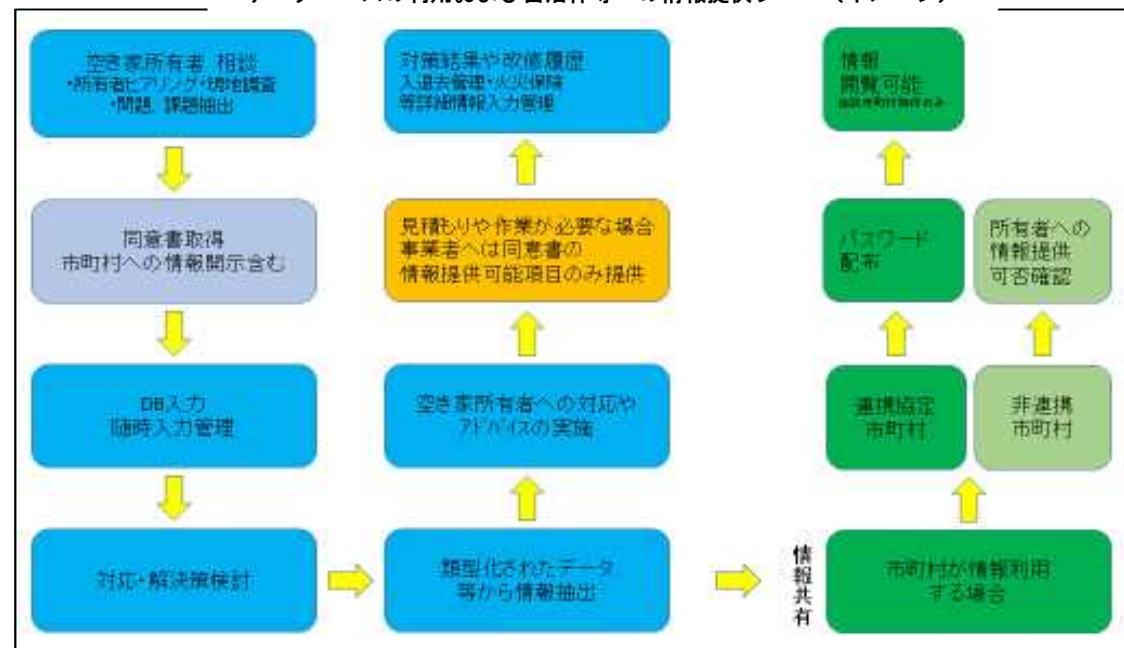 空き家所有者 相談
・所有者ヒアリング・現地調査
・問題、課題抽出
同意書取得
市町村への情報開示含む
DB入力
随時入力管理
対応・解決策検討
対策結果や改修履歴
入退去管理・火災保険
等詳細情報入力管理
見積もりや作業が必要な場合
事業者へは同意書の
情報提供可能項目のみ提供
空き家所有者への対応や
アドバイスの実施
類型化されたデータ
等から情報抽出
情報
閲覧可能
パスワード
配布
所有者への
情報提供
可否確認
連携協定
市町村
非連携
市町村
情報共有
市町村が情報利用
する場合